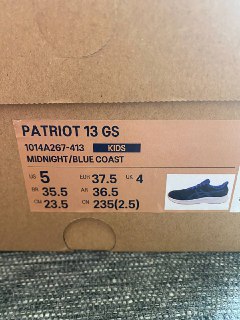 PATRIOT 13 GS
1014A267-413 KIDS
MIDNIGHT/BLUE COAST
US 5 EUR 37.5 UK 4
BR 35.5 AR 36.5
CM 23.5 CN 235(2.5)